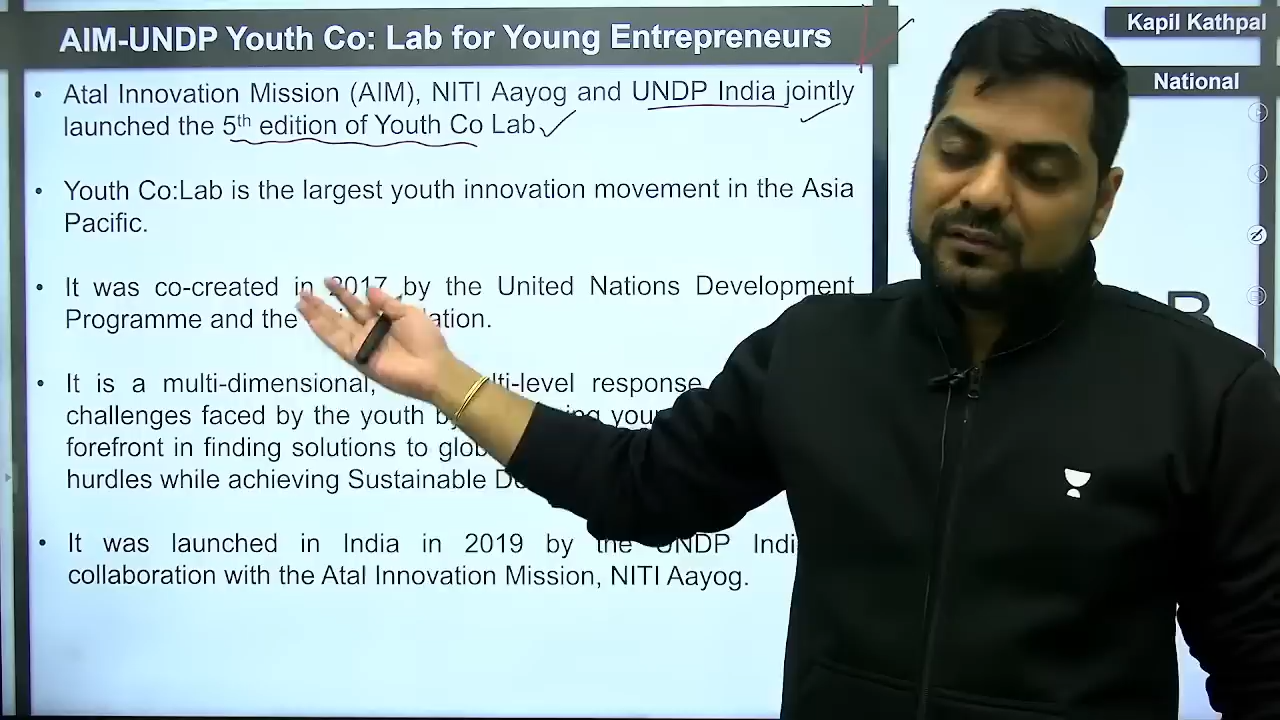 AIM-UNDP Youth Co: Lab for Young Entrepreneurs
Kapil Kathpal
National
• Atal Innovation Mission (AIM), NITI Aayog and UNDP India jointly
launched the 5th edition of Youth Co Lab
• Youth Co:Lab is the largest youth innovation movement in the Asia
Pacific.
• It was co-created in 2017 by the United Nations Development
Programme and the
• It is a multi-dimensional, response
challenges faced by the youth
forefront in finding solutions to
hurdles while achieving Sustainable
• It was launched in India in 2019 by the UNDP
collaboration with the Atal Innovation Mission, NITI Aayog.